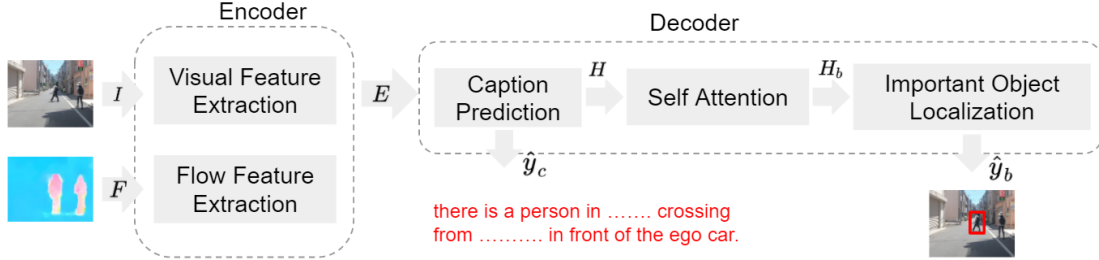 Encoder
Decoder
I
Visual Feature
Extraction
E
Caption
Prediction
H
Self Attention
H_b
Important Object
Localization
F
Flow Feature
Extraction
ŷ_c
ŷ_b
there is a person in ....... crossing
from .......... in front of the ego car.